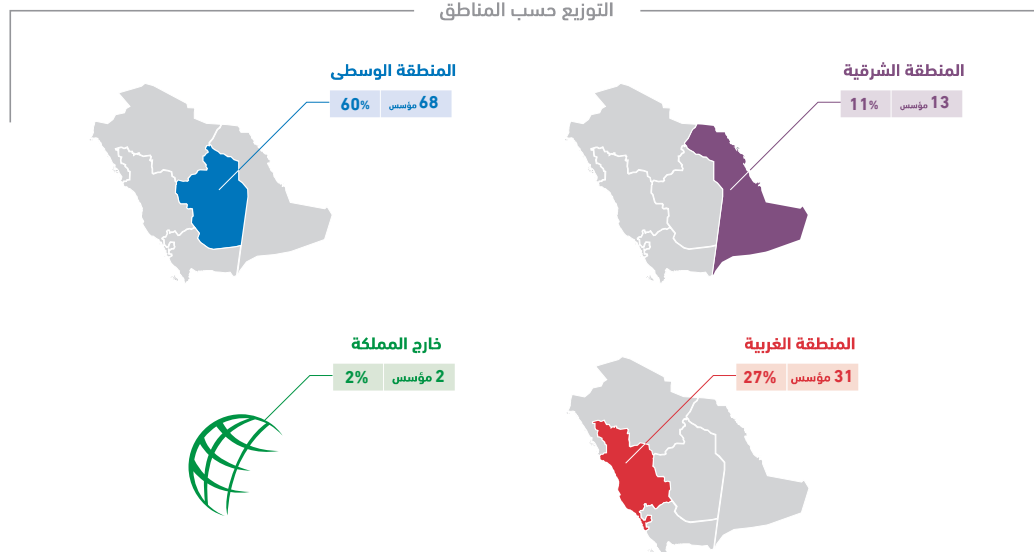 التوزيع حسب المناطق
المنطقة الشرقية
13 مؤسس 11%
المنطقة الوسطى
68 مؤسس 60%
المنطقة الغربية
31 مؤسس 27%
خارج المملكة
2 مؤسس 2%